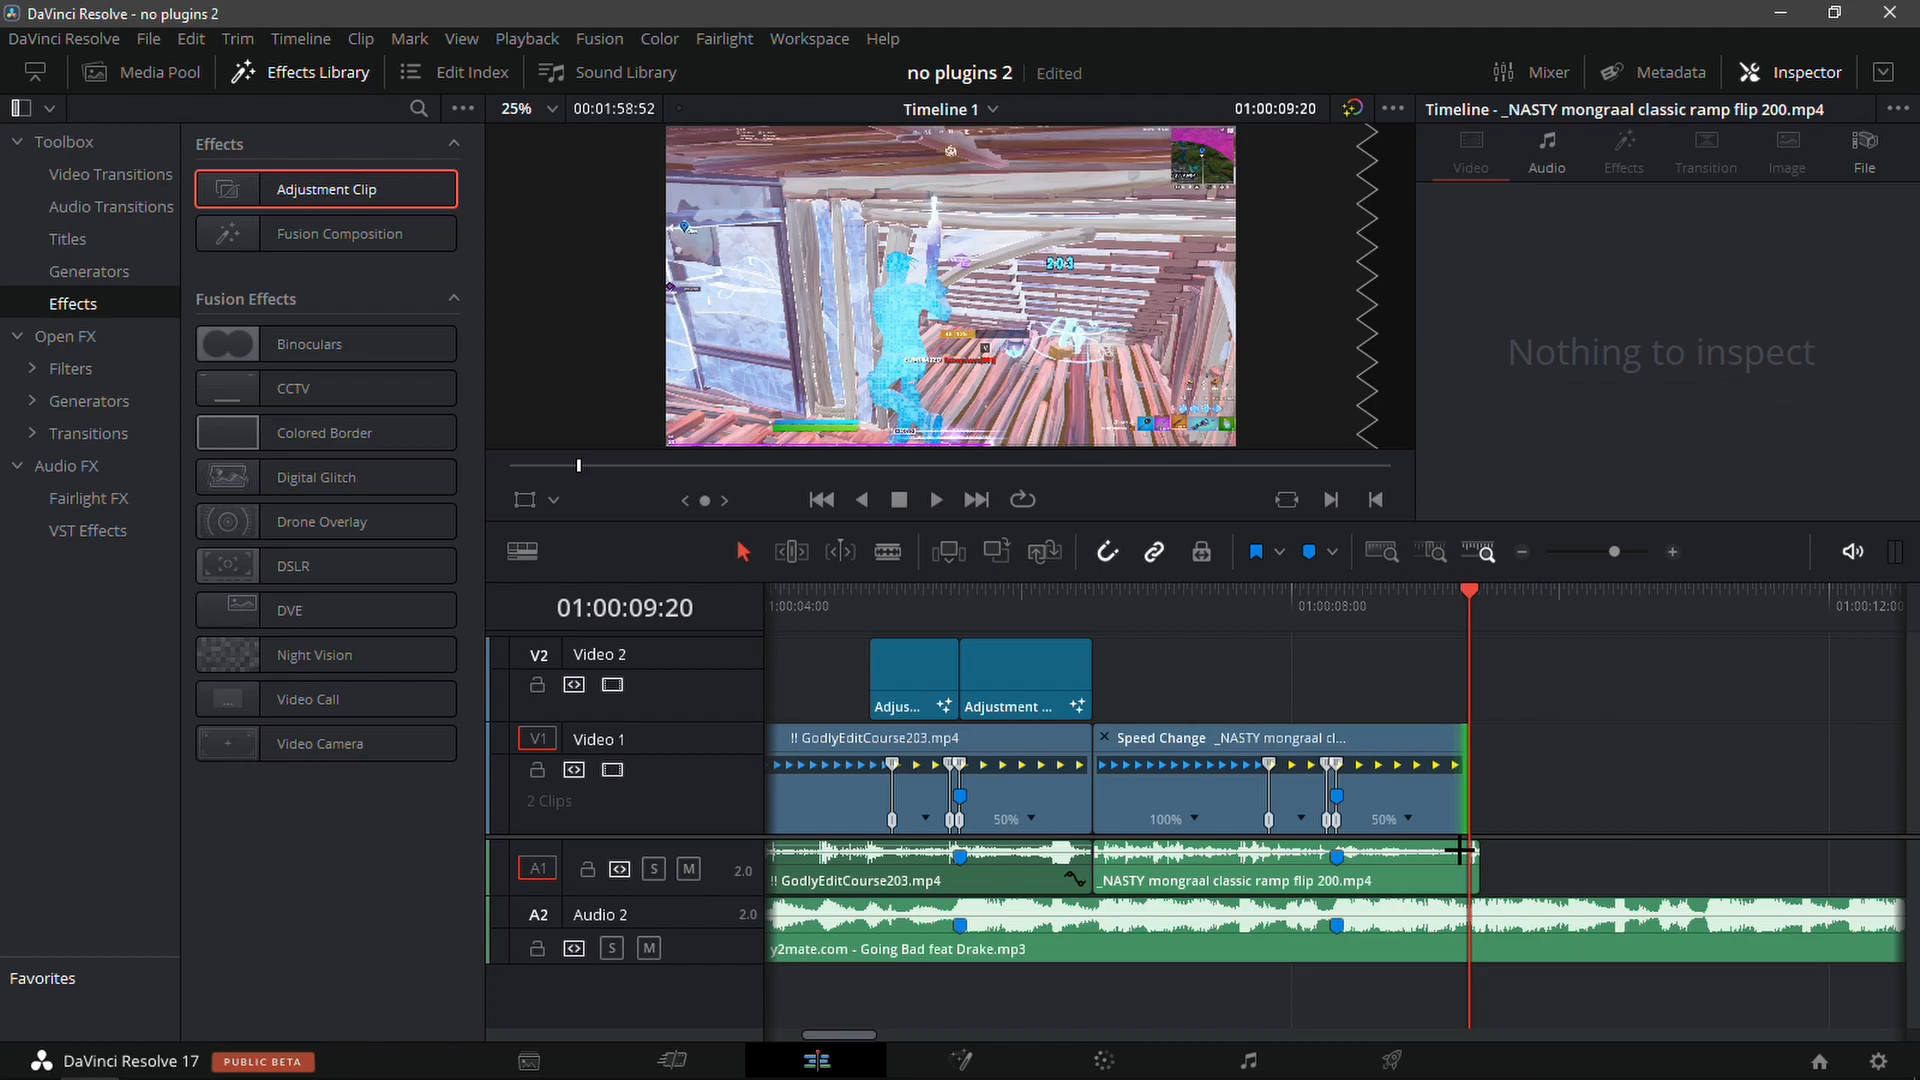 DaVinci Resolve - no plugins 2
DaVinci Resolve File Edit Trim Timeline Clip Mark View Playback Fusion Color Fairlight Workspace Help
Media Pool Effects Library Edit Index Sound Library no plugins 2 Edited Mixer Metadata Inspector
25% 00:01:58:52 Timeline 1 01:00:09:20 Timeline - _NASTY mongraal classic ramp flip 200.mp4
Video Audio Effects Transition Image File
Nothing to inspect
Toolbox
Video Transitions
Audio Transitions
Titles
Generators
Effects
Open FX
Filters
Generators
Transitions
Audio FX
Fairlight FX
VST Effects
Favorites
Effects
Adjustment Clip
Fusion Composition
Fusion Effects
Binoculars
CCTV
Colored Border
Digital Glitch
Drone Overlay
DSLR
DVE
Night Vision
Video Call
Video Camera
203
01:00:09:20
1:00:04:00 01:00:08:00 01:00:12:00
V2 Video 2
Adjus... Adjustment ...
V1 Video 1
2 Clips
!! GodlyEditCourse203.mp4 Speed Change _NASTY mongraal cl...
50% 100% 50%
A1 S M 2.0
!! GodlyEditCourse203.mp4 _NASTY mongraal classic ramp flip 200.mp4
A2 Audio 2 2.0
S M
y2mate.com - Going Bad feat Drake.mp3
DaVinci Resolve 17 PUBLIC BETA